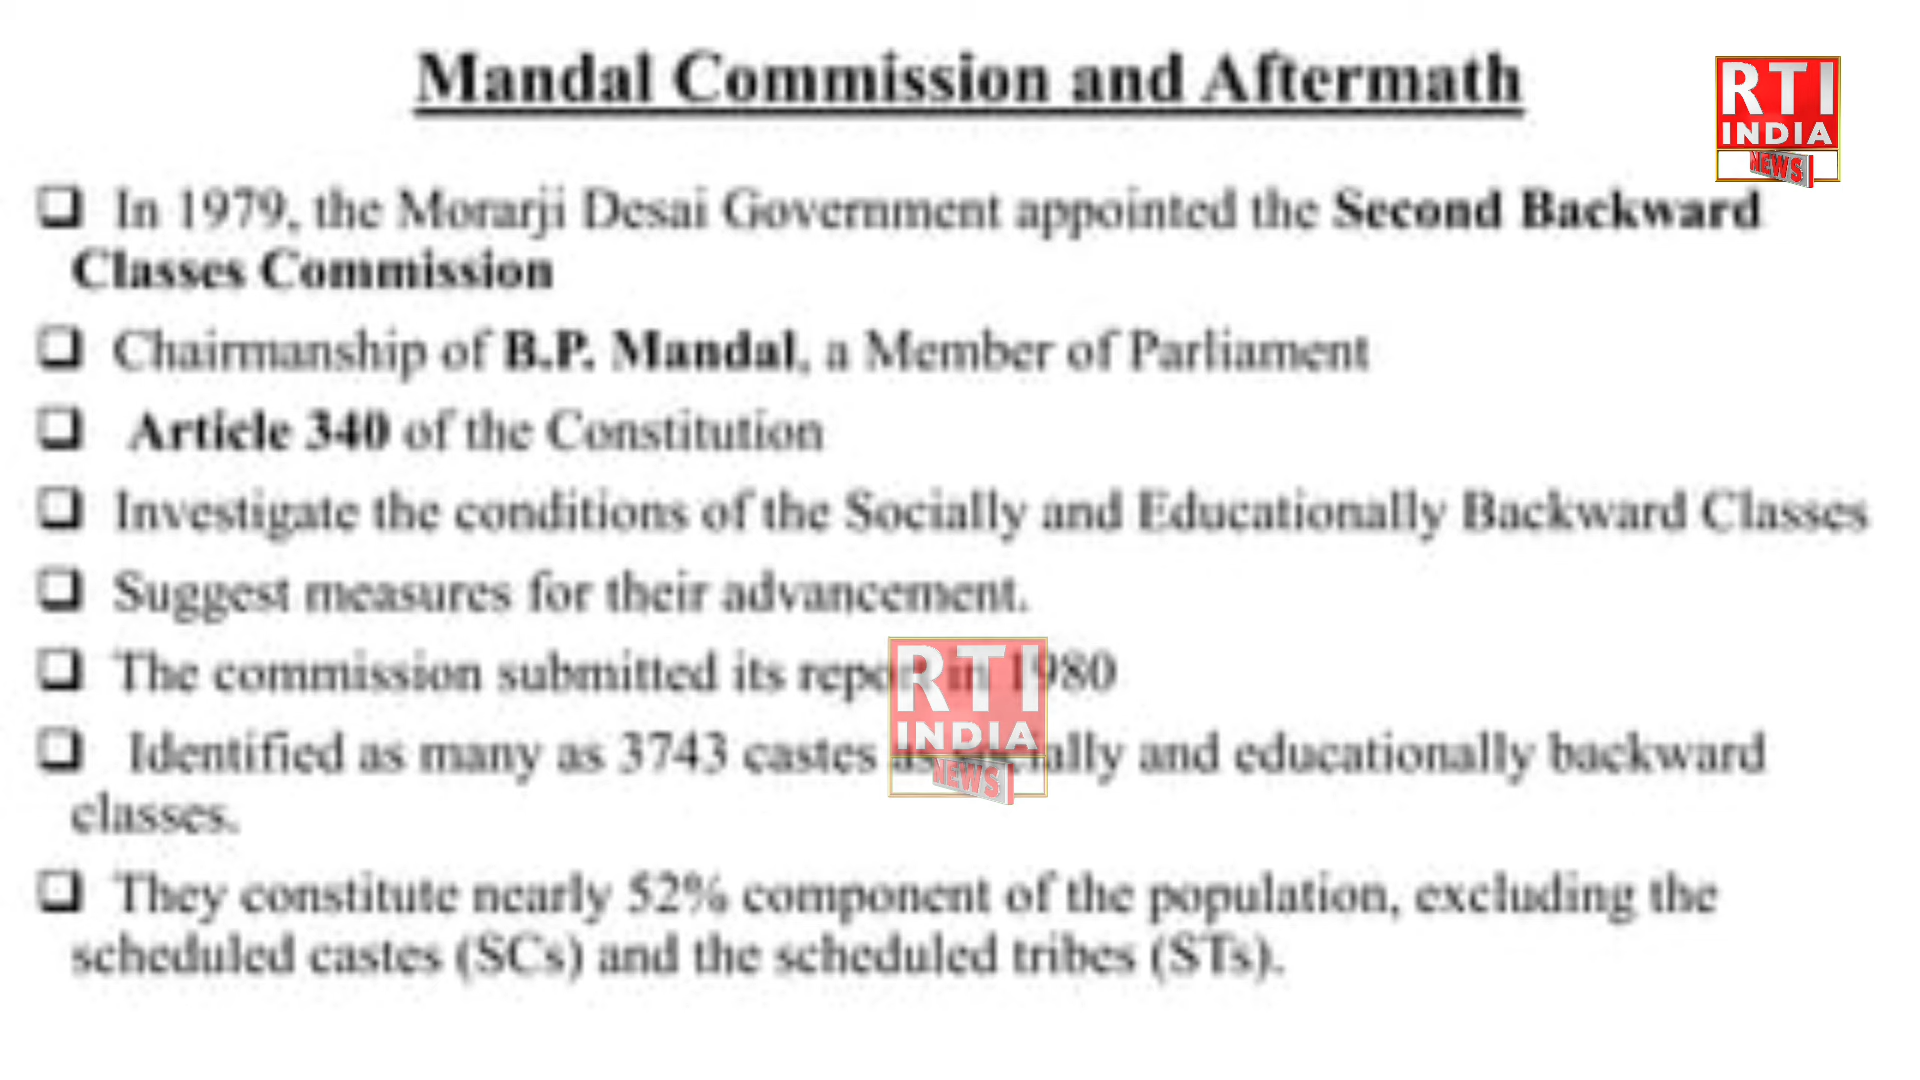 Mandal Commission and Aftermath
RTI
INDIA
NEWS
❑ In 1979, the Morarji Desai Government appointed the Second Backward
Classes Commission
❑ Chairmanship of B.P. Mandal, a Member of Parliament
❑ Article 340 of the Constitution
❑ Investigate the conditions of the Socially and Educationally Backward Classes
❑ Suggest measures for their advancement.
❑ The commission submitted its report in 1980
RTI
INDIA
NEWS
❑ Identified as many as 3743 castes as socially and educationally backward
classes.
❑ They constitute nearly 52% component of the population, excluding the
scheduled castes (SCs) and the scheduled tribes (STs).